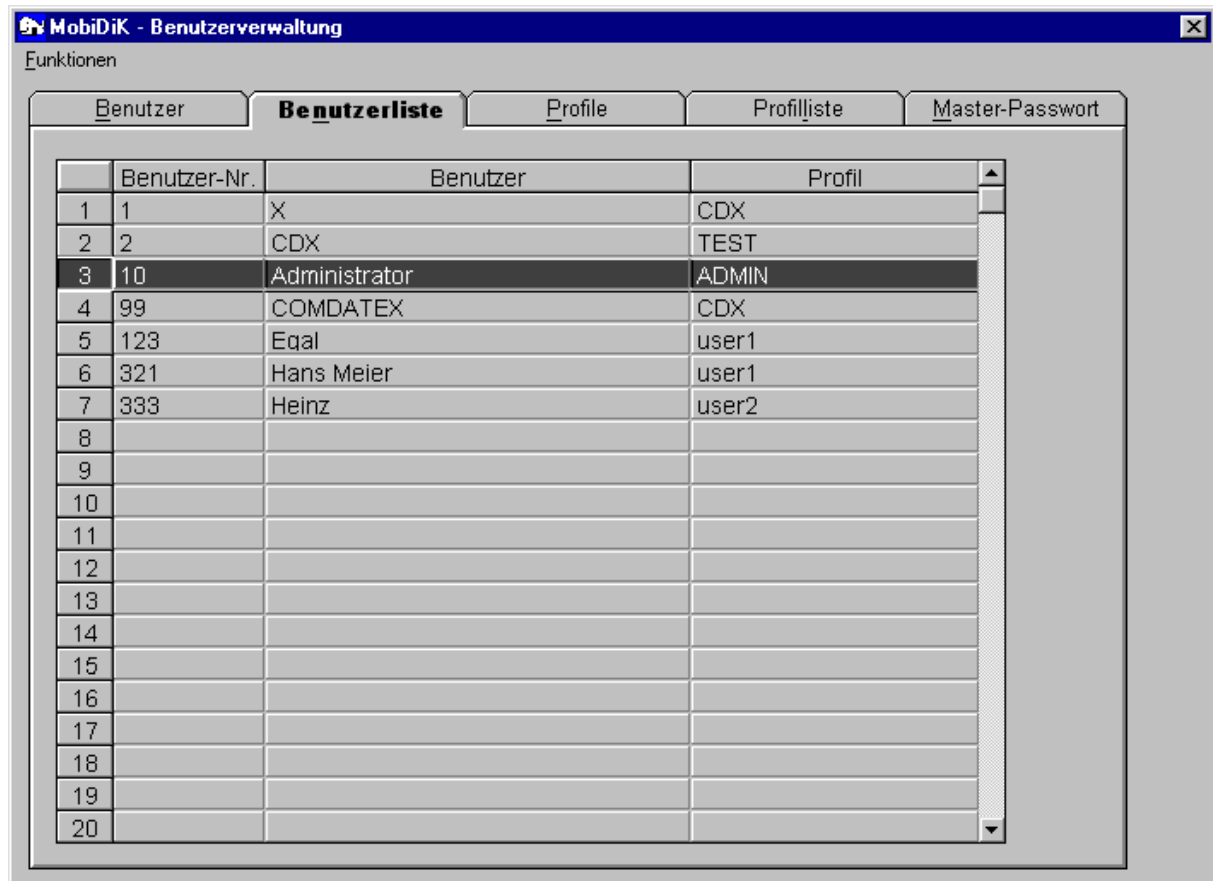 MobiDiK - Benutzerverwaltung
Funktionen
Benutzer Benutzerliste Profile Profilliste Master-Passwort
Benutzer-Nr. Benutzer Profil
1 1 X CDX
2 2 CDX TEST
3 10 Administrator ADMIN
4 99 COMDATEX CDX
5 123 Egal user1
6 321 Hans Meier user1
7 333 Heinz user2
8
9
10
11
12
13
14
15
16
17
18
19
20